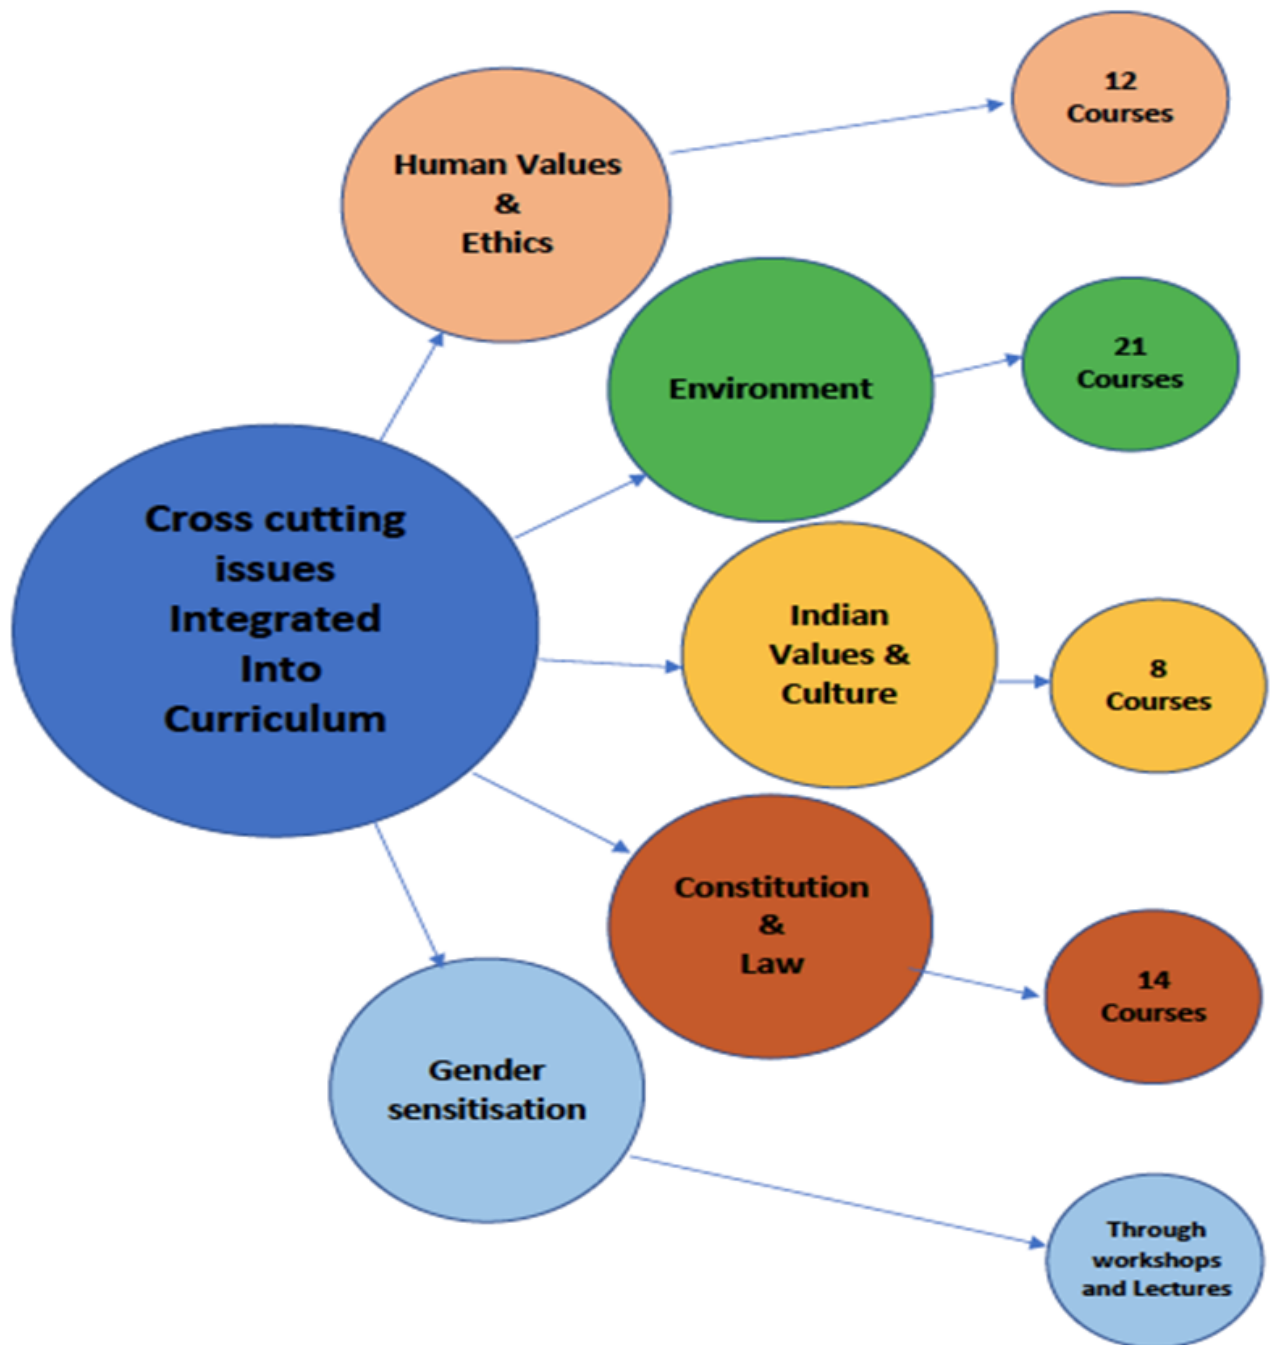 Human Values
&
Ethics
12
Courses
Environment
21
Courses
Cross cutting
issues
Integrated
Into
Curriculum
Indian
Values &
Culture
8
Courses
Constitution
&
Law
14
Courses
Gender
sensitisation
Through
workshops
and Lectures